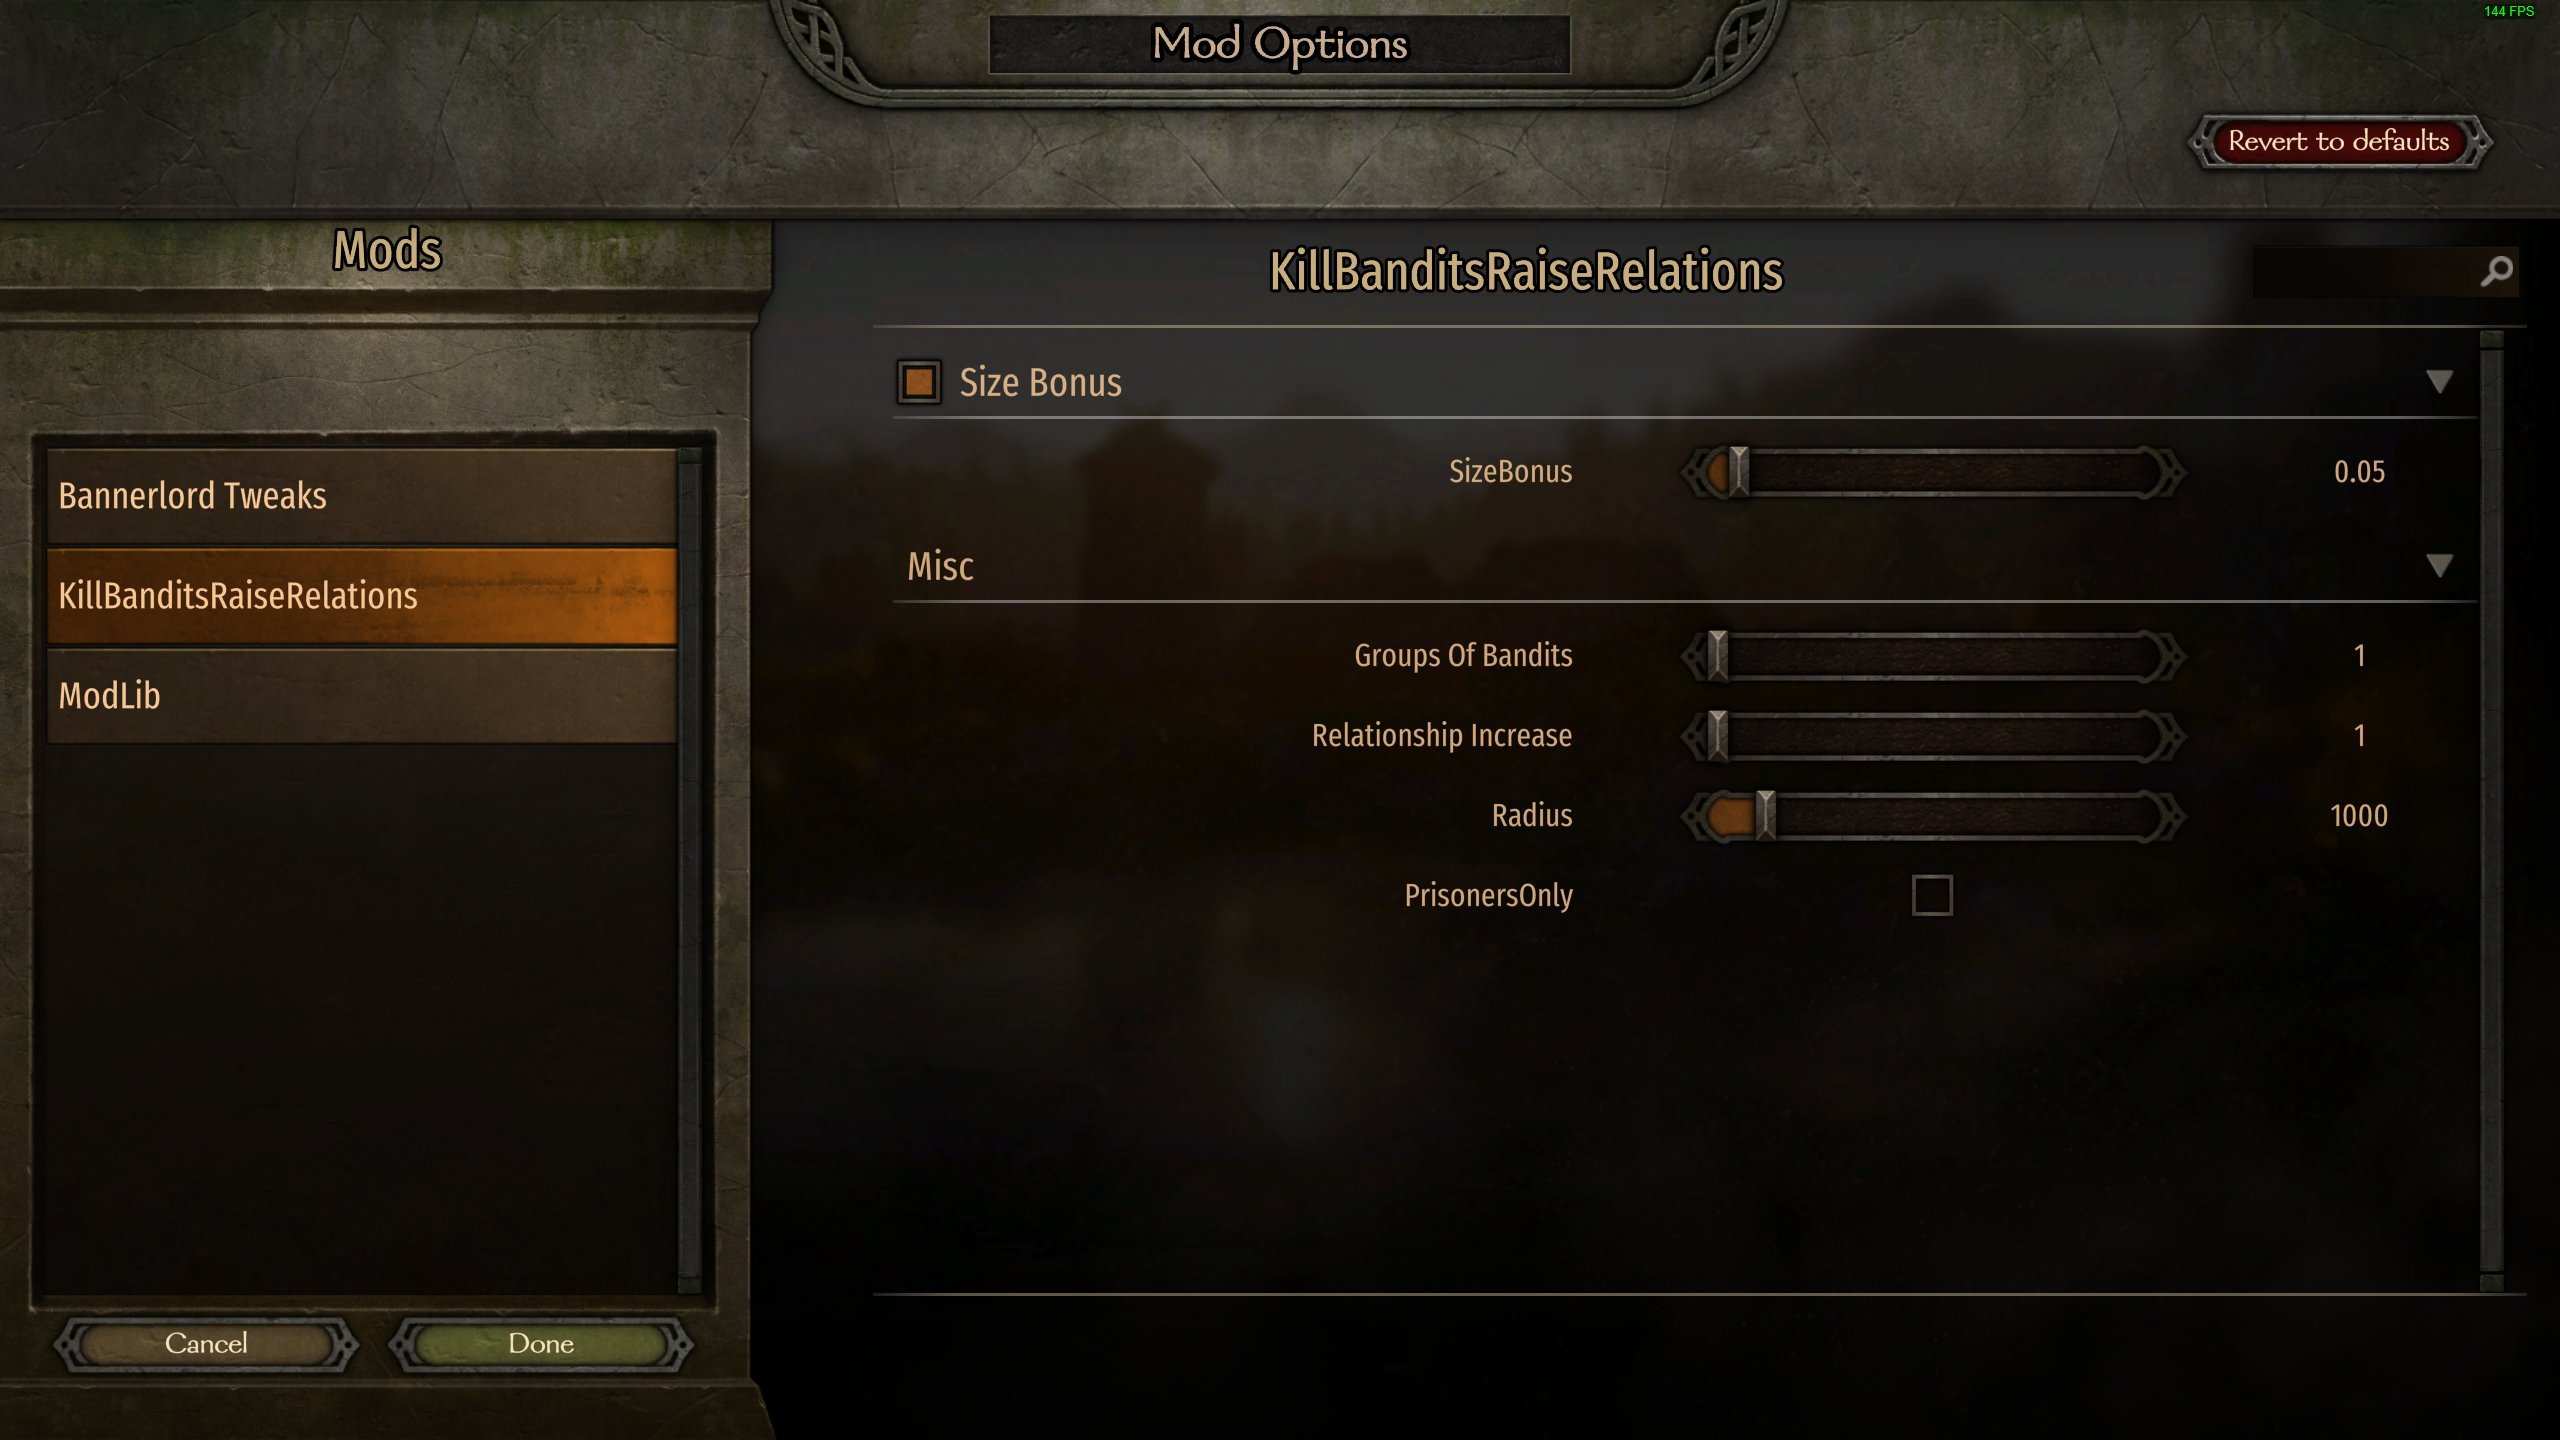 144 FPS
Mod Options
Revert to defaults
Mods
Bannerlord Tweaks
KillBanditsRaiseRelations
ModLib
Cancel
Done
KillBanditsRaiseRelations
Size Bonus
SizeBonus 0.05
Misc
Groups Of Bandits 1
Relationship Increase 1
Radius 1000
PrisonersOnly